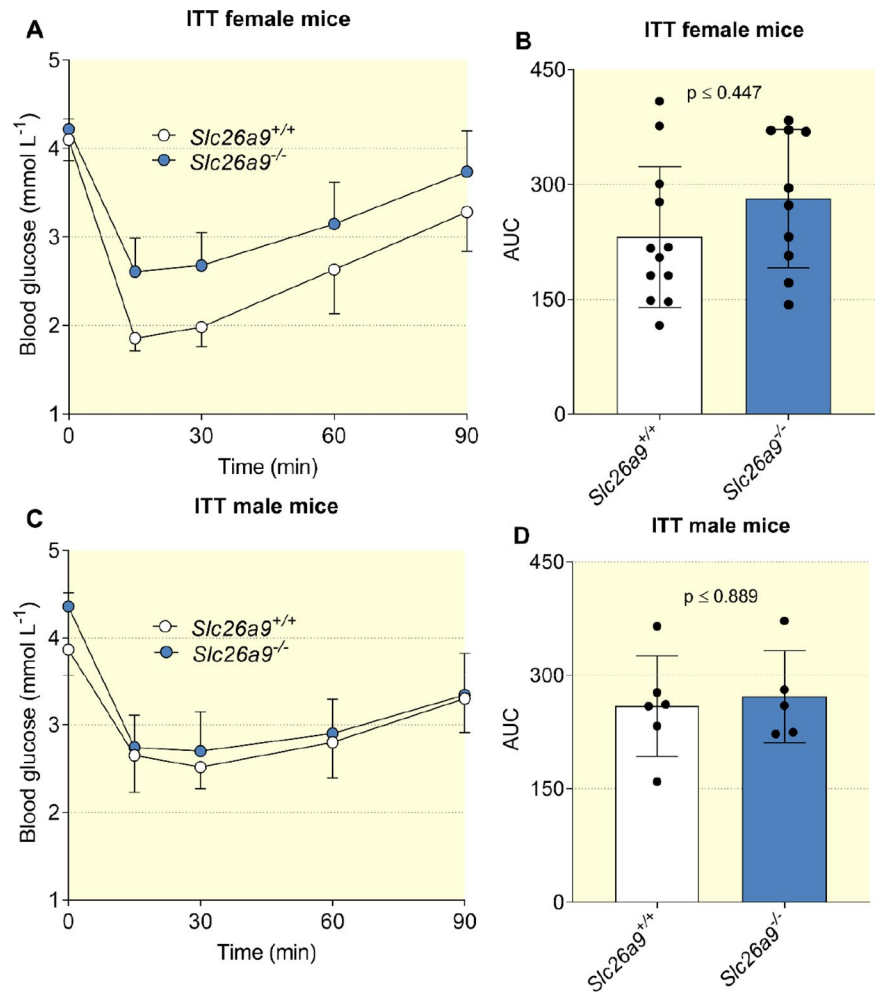 A
ITT female mice
Blood glucose (mmol L⁻¹)
5
4
3
2
1
Slc26a9⁺/⁺
Slc26a9⁻/⁻
0
30
60
90
Time (min)
B
ITT female mice
AUC
450
300
150
0
p ≤ 0.447
Slc26a9⁺/⁺
Slc26a9⁻/⁻
C
ITT male mice
Blood glucose (mmol L⁻¹)
5
4
3
2
1
Slc26a9⁺/⁺
Slc26a9⁻/⁻
0
30
60
90
Time (min)
D
ITT male mice
AUC
450
300
150
0
p ≤ 0.889
Slc26a9⁺/⁺
Slc26a9⁻/⁻